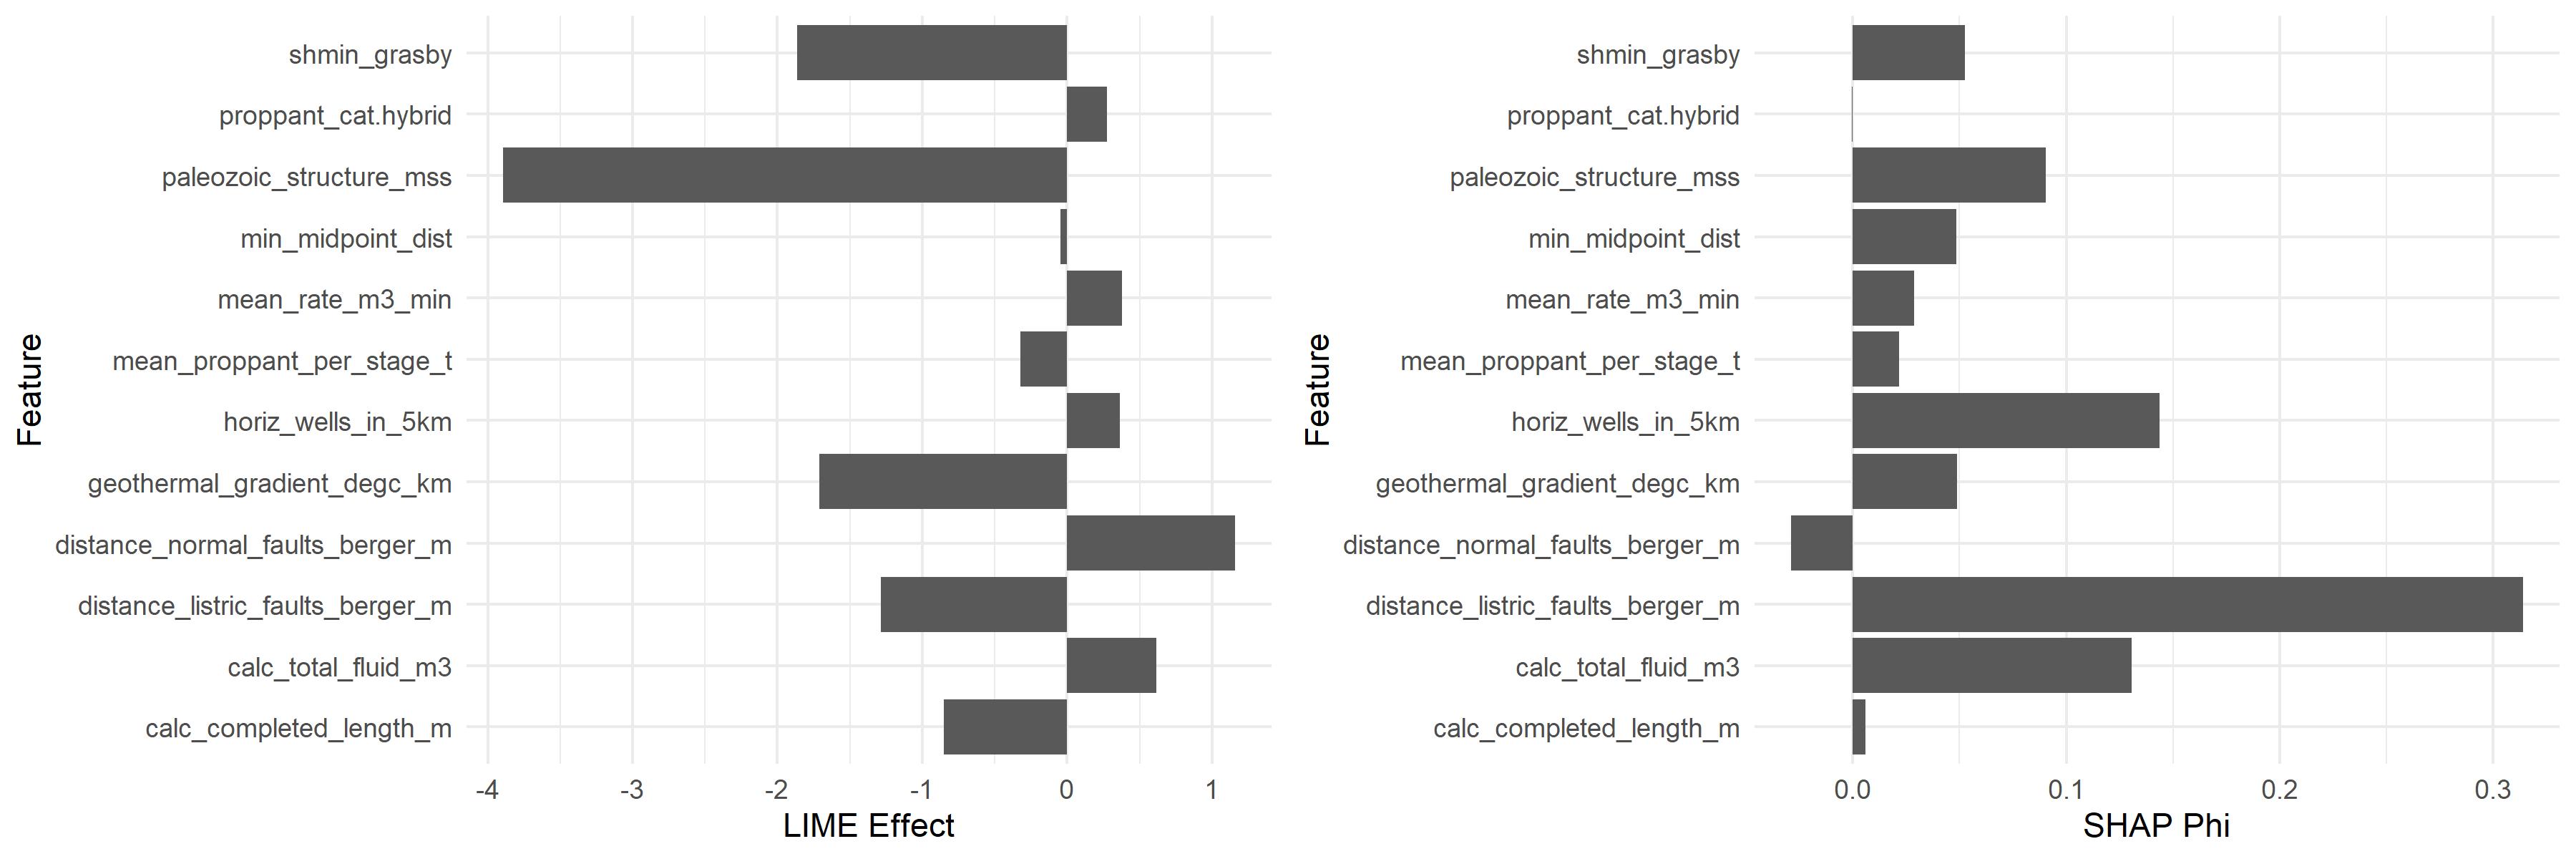 shmin_grasby
proppant_cat.hybrid
paleozoic_structure_mss
min_midpoint_dist
mean_rate_m3_min
mean_proppant_per_stage_t
horiz_wells_in_5km
geothermal_gradient_degc_km
distance_normal_faults_berger_m
distance_listric_faults_berger_m
calc_total_fluid_m3
calc_completed_length_m
Feature
-4 -3 -2 -1 0 1
LIME Effect
shmin_grasby
proppant_cat.hybrid
paleozoic_structure_mss
min_midpoint_dist
mean_rate_m3_min
mean_proppant_per_stage_t
horiz_wells_in_5km
geothermal_gradient_degc_km
distance_normal_faults_berger_m
distance_listric_faults_berger_m
calc_total_fluid_m3
calc_completed_length_m
Feature
0.0 0.1 0.2 0.3
SHAP Phi